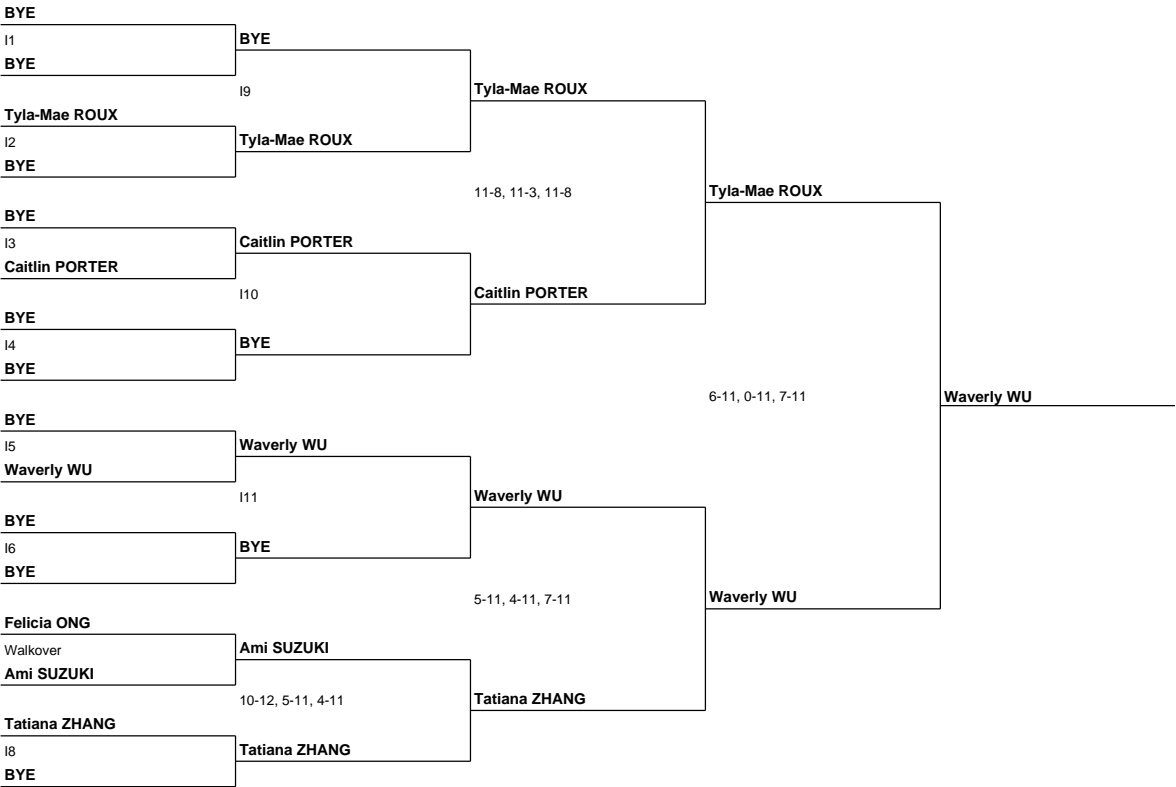 BYE
I1
BYE
BYE
I9
Tyla-Mae ROUX
Tyla-Mae ROUX
I2
BYE
Tyla-Mae ROUX
11-8, 11-3, 11-8
Tyla-Mae ROUX
BYE
I3
Caitlin PORTER
Caitlin PORTER
I10
Caitlin PORTER
BYE
I4
BYE
BYE
6-11, 0-11, 7-11
Waverly WU
BYE
I5
Waverly WU
Waverly WU
I11
Waverly WU
BYE
I6
BYE
BYE
5-11, 4-11, 7-11
Waverly WU
Felicia ONG
Walkover
Ami SUZUKI
Ami SUZUKI
10-12, 5-11, 4-11
Tatiana ZHANG
Tatiana ZHANG
I8
BYE
Tatiana ZHANG